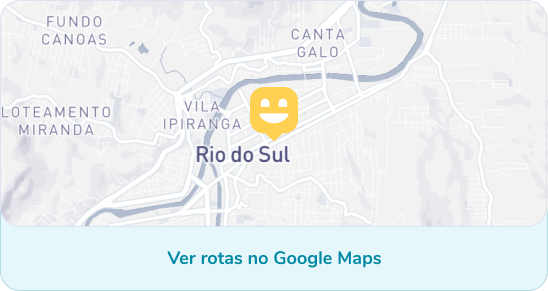 FUNDO
CANOAS
CANTA
GALO
LOTEAMENTO
MIRANDA
VILA
IPIRANGA
Rio do Sul
Ver rotas no Google Maps